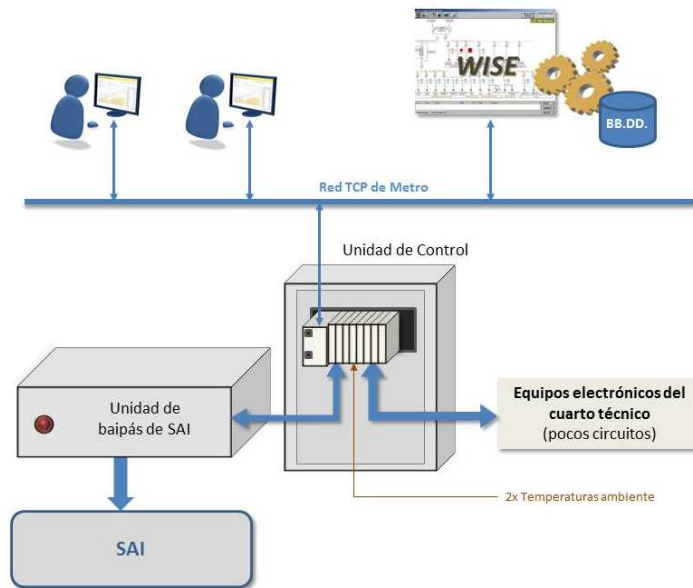 WISE
BB.DD.
Red TCP de Metro
Unidad de Control
Unidad de
baipás de SAI
Equipos electrónicos del
cuarto técnico
(pocos circuitos)
2x Temperaturas ambiente
SAI